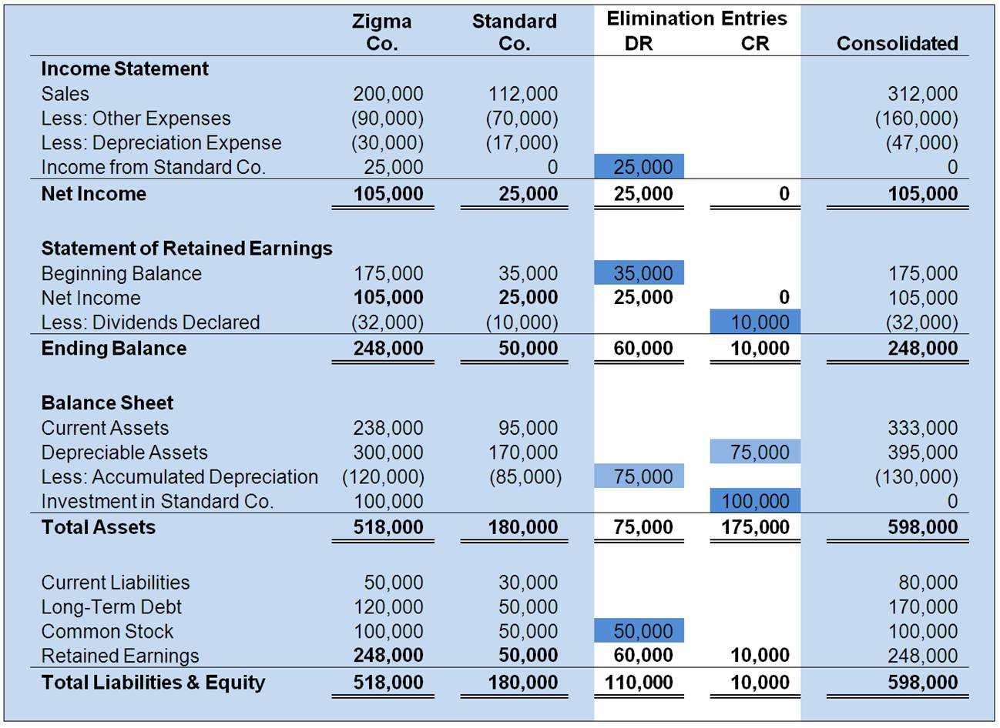 Zigma Standard Elimination Entries
Co. Co. DR CR Consolidated
Income Statement
Sales 200,000 112,000 312,000
Less: Other Expenses (90,000) (70,000) (160,000)
Less: Depreciation Expense (30,000) (17,000) (47,000)
Income from Standard Co. 25,000 0 25,000 0
Net Income 105,000 25,000 25,000 0 105,000
Statement of Retained Earnings
Beginning Balance 175,000 35,000 35,000 175,000
Net Income 105,000 25,000 25,000 0 105,000
Less: Dividends Declared (32,000) (10,000) 10,000 (32,000)
Ending Balance 248,000 50,000 60,000 10,000 248,000
Balance Sheet
Current Assets 238,000 95,000 333,000
Depreciable Assets 300,000 170,000 75,000 395,000
Less: Accumulated Depreciation (120,000) (85,000) 75,000 (130,000)
Investment in Standard Co. 100,000 100,000 0
Total Assets 518,000 180,000 75,000 175,000 598,000
Current Liabilities 50,000 30,000 80,000
Long-Term Debt 120,000 50,000 170,000
Common Stock 100,000 50,000 50,000 100,000
Retained Earnings 248,000 50,000 60,000 10,000 248,000
Total Liabilities & Equity 518,000 180,000 110,000 10,000 598,000